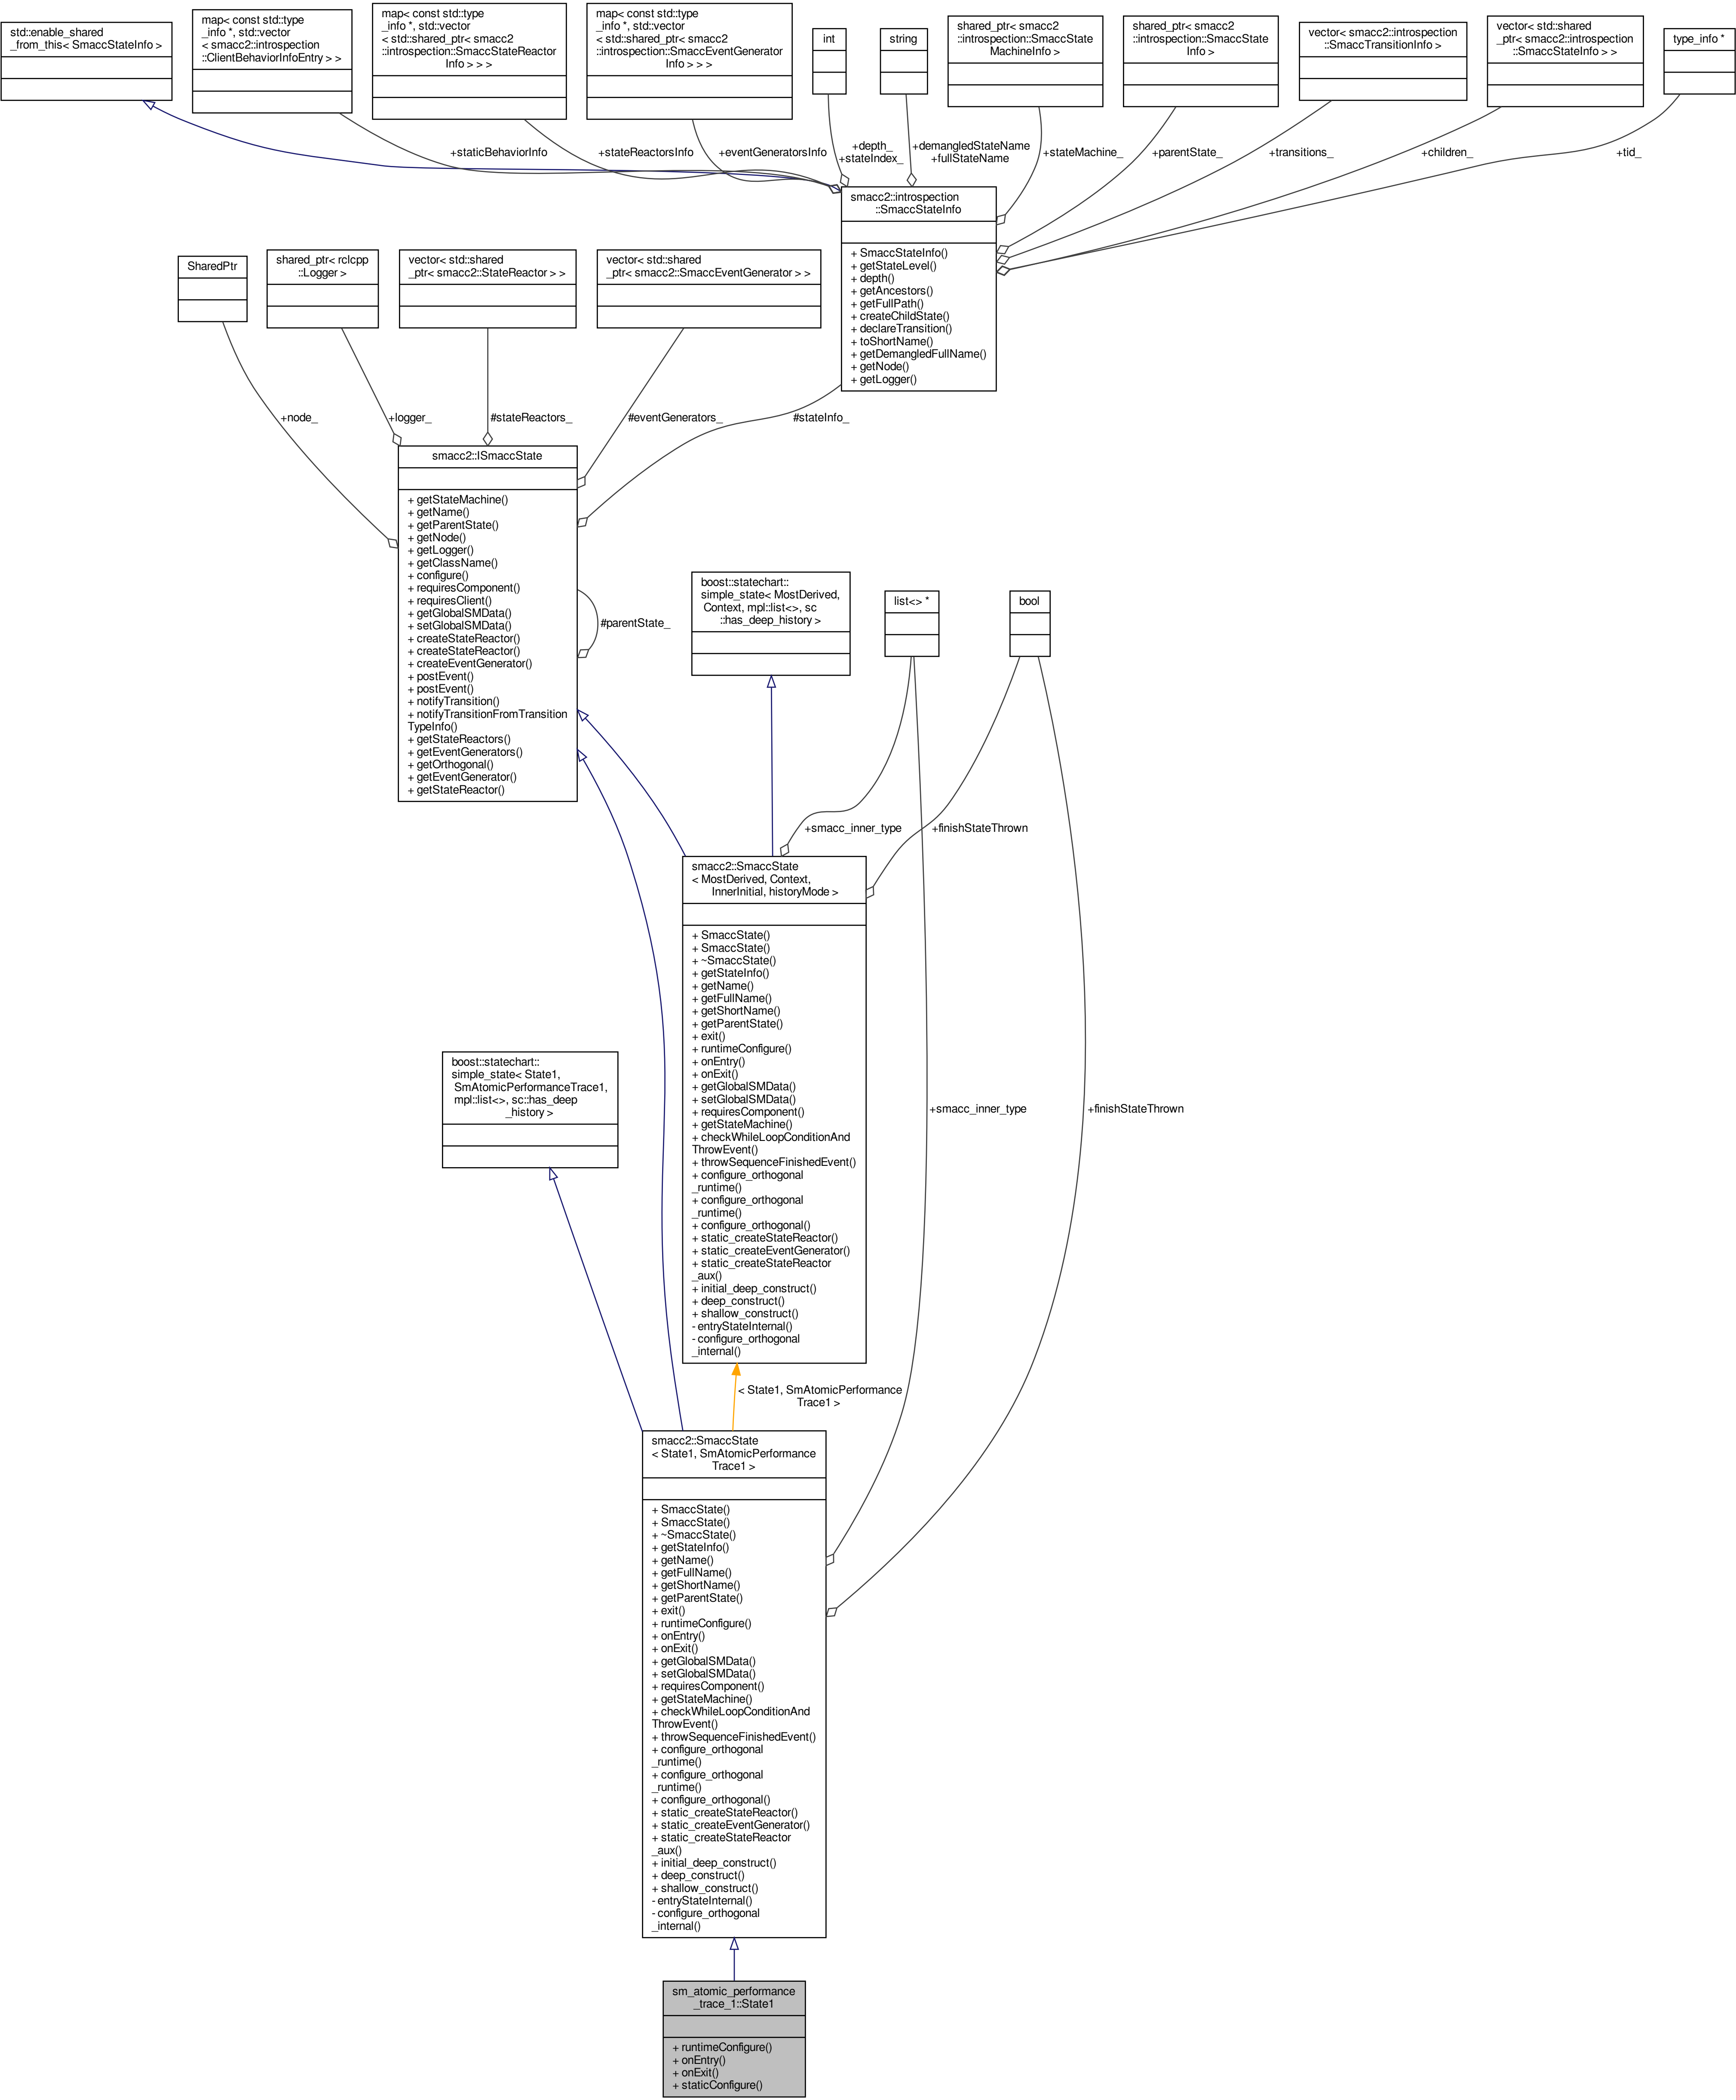 std::enable_shared
_from_this< SmaccStateInfo >
map< const std::type
_info *, std::vector
< smacc2::introspection
::ClientBehaviorInfoEntry > >
map< const std::type
_info *, std::vector
< std::shared_ptr< smacc2
::introspection::SmaccStateReactor
Info > > >
map< const std::type
_info *, std::vector
< std::shared_ptr< smacc2
::introspection::SmaccEventGenerator
Info > > >
int
string
shared_ptr< smacc2
::introspection::SmaccState
MachineInfo >
shared_ptr< smacc2
::introspection::SmaccState
Info >
vector< smacc2::introspection
::SmaccTransitionInfo >
vector< std::shared
_ptr< smacc2::introspection
::SmaccStateInfo > >
type_info *
+staticBehaviorInfo
+stateReactorsInfo
+eventGeneratorsInfo
+depth_
+stateIndex_
+demangledStateName
+fullStateName
+stateMachine_
+parentState_
+transitions_
+children_
+tid_
smacc2::introspection
::SmaccStateInfo
+ SmaccStateInfo()
+ getStateLevel()
+ depth()
+ getAncestors()
+ getFullPath()
+ createChildState()
+ declareTransition()
+ toShortName()
+ getDemangledFullName()
+ getNode()
+ getLogger()
SharedPtr
shared_ptr< rclcpp
::Logger >
vector< std::shared
_ptr< smacc2::StateReactor > >
vector< std::shared
_ptr< smacc2::SmaccEventGenerator > >
+node_
+logger_
#stateReactors_
#eventGenerators_
#stateInfo_
smacc2::ISmaccState
+ getStateMachine()
+ getName()
+ getParentState()
+ getNode()
+ getLogger()
+ getClassName()
+ configure()
+ requiresComponent()
+ requiresClient()
+ getGlobalSMData()
+ setGlobalSMData()
+ createStateReactor()
+ createStateReactor()
+ createEventGenerator()
+ postEvent()
+ postEvent()
+ notifyTransition()
+ notifyTransitionFromTransition
TypeInfo()
+ getStateReactors()
+ getEventGenerators()
+ getOrthogonal()
+ getEventGenerator()
+ getStateReactor()
#parentState_
boost::statechart::
simple_state< MostDerived,
Context, mpl::list<>, sc
::has_deep_history >
list<> *
bool
+smacc_inner_type
+finishStateThrown
smacc2::SmaccState
< MostDerived, Context,
InnerInitial, historyMode >
+ SmaccState()
+ SmaccState()
+ ~SmaccState()
+ getStateInfo()
+ getName()
+ getFullName()
+ getShortName()
+ getParentState()
+ exit()
+ runtimeConfigure()
+ onEntry()
+ onExit()
+ getGlobalSMData()
+ setGlobalSMData()
+ requiresComponent()
+ getStateMachine()
+ checkWhileLoopConditionAnd
ThrowEvent()
+ throwSequenceFinishedEvent()
+ configure_orthogonal
_runtime()
+ configure_orthogonal
_runtime()
+ configure_orthogonal()
+ static_createStateReactor()
+ static_createEventGenerator()
+ static_createStateReactor
_aux()
+ initial_deep_construct()
+ deep_construct()
+ shallow_construct()
- entryStateInternal()
- configure_orthogonal
_internal()
boost::statechart::
simple_state< State1,
SmAtomicPerformanceTrace1,
mpl::list<>, sc::has_deep
_history >
+smacc_inner_type
+finishStateThrown
< State1, SmAtomicPerformance
Trace1 >
smacc2::SmaccState
< State1, SmAtomicPerformance
Trace1 >
+ SmaccState()
+ SmaccState()
+ ~SmaccState()
+ getStateInfo()
+ getName()
+ getFullName()
+ getShortName()
+ getParentState()
+ exit()
+ runtimeConfigure()
+ onEntry()
+ onExit()
+ getGlobalSMData()
+ setGlobalSMData()
+ requiresComponent()
+ getStateMachine()
+ checkWhileLoopConditionAnd
ThrowEvent()
+ throwSequenceFinishedEvent()
+ configure_orthogonal
_runtime()
+ configure_orthogonal
_runtime()
+ configure_orthogonal()
+ static_createStateReactor()
+ static_createEventGenerator()
+ static_createStateReactor
_aux()
+ initial_deep_construct()
+ deep_construct()
+ shallow_construct()
- entryStateInternal()
- configure_orthogonal
_internal()
sm_atomic_performance
_trace_1::State1
+ runtimeConfigure()
+ onEntry()
+ onExit()
+ staticConfigure()